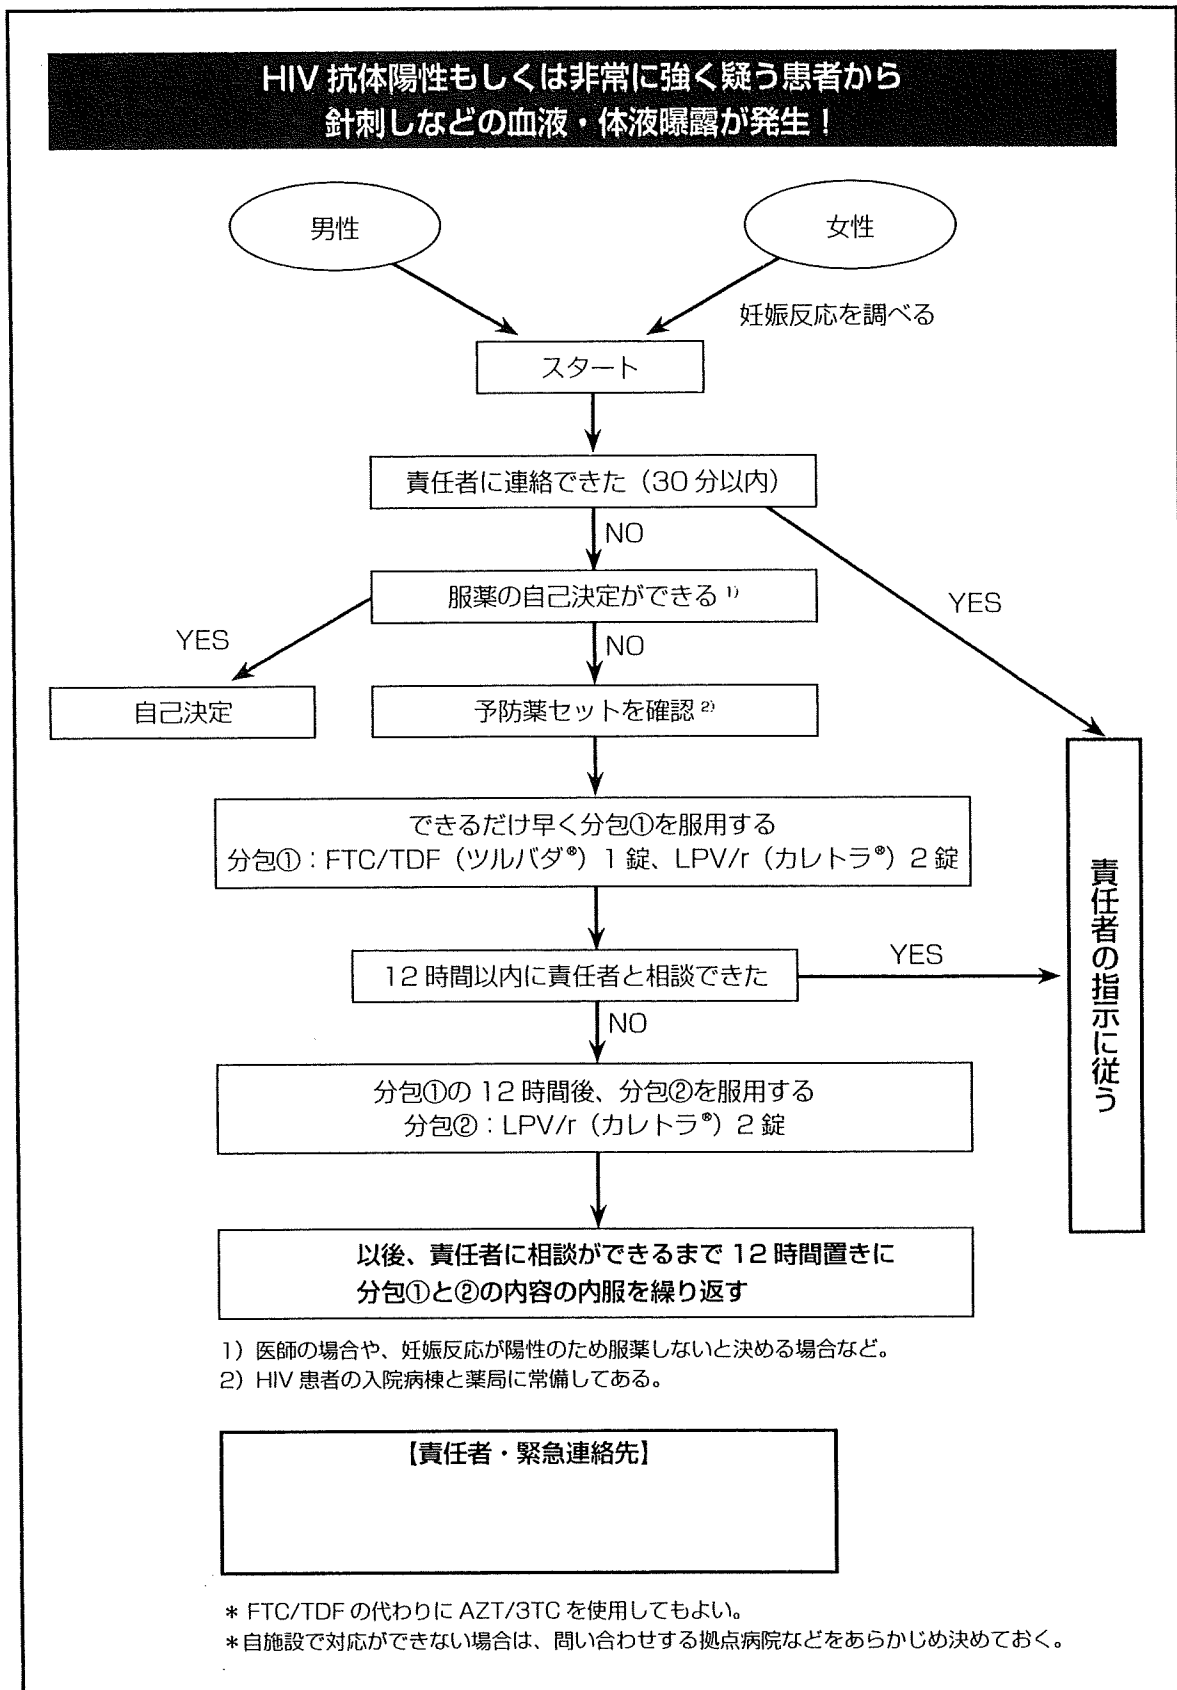 HIV 抗体陽性もしくは非常に強く疑う患者から
針刺しなどの血液・体液曝露が発生！
男性
女性
妊娠反応を調べる
スタート
責任者に連絡できた（30 分以内）
NO
YES
服薬の自己決定ができる 1)
YES
NO
自己決定
予防薬セットを確認 2)
できるだけ早く分包①を服用する
分包①：FTC/TDF（ツルバダ®）1 錠、LPV/r（カレトラ®）2 錠
責任者の指示に従う
12 時間以内に責任者と相談できた
YES
NO
分包①の 12 時間後、分包②を服用する
分包②：LPV/r（カレトラ®）2 錠
以後、責任者に相談ができるまで 12 時間置きに
分包①と②の内容の内服を繰り返す
1）医師の場合や、妊娠反応が陽性のため服薬しないと決める場合など。
2）HIV 患者の入院病棟と薬局に常備してある。
【責任者・緊急連絡先】
＊ FTC/TDF の代わりに AZT/3TC を使用してもよい。
＊自施設で対応ができない場合は、問い合わせする拠点病院などをあらかじめ決めておく。